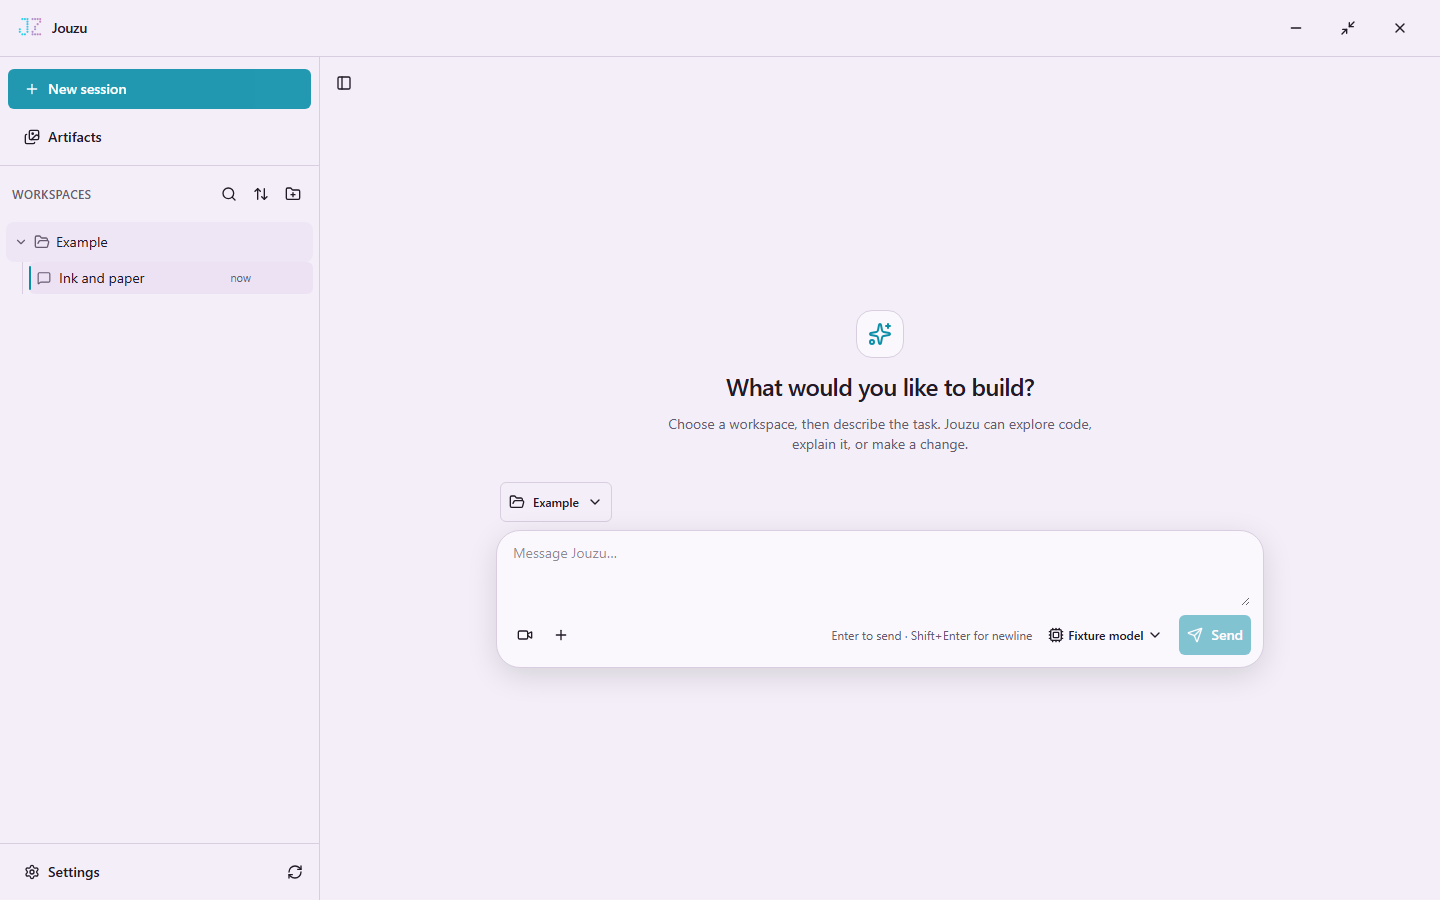 JZ Jouzu
New session
Artifacts
WORKSPACES
Example
Ink and paper now
What would you like to build?
Choose a workspace, then describe the task. Jouzu can explore code,
explain it, or make a change.
Example
Message Jouzu...
Enter to send · Shift+Enter for newline Fixture model Send
Settings